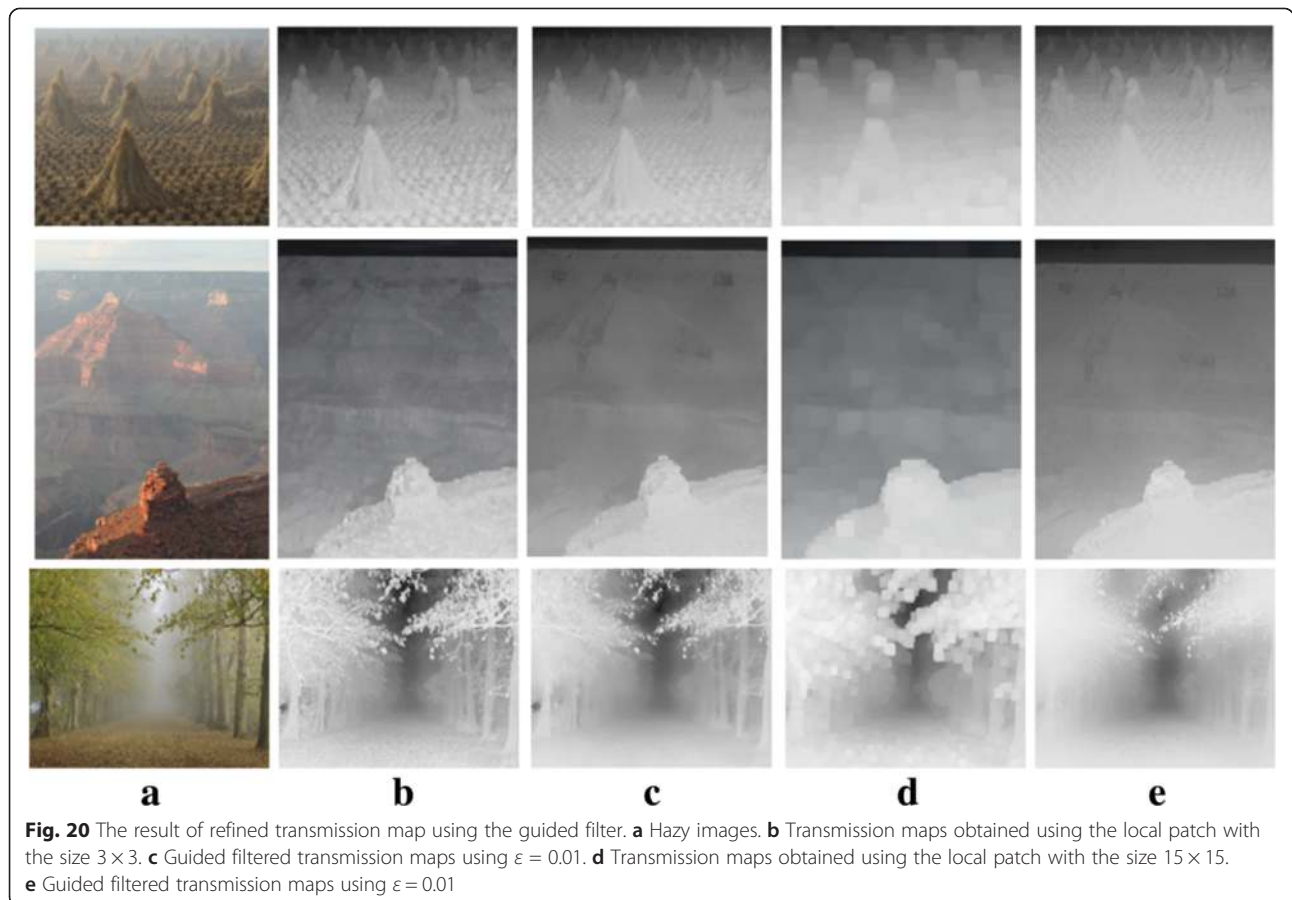 a b c d e
Fig. 20 The result of refined transmission map using the guided filter. a Hazy images. b Transmission maps obtained using the local patch with
the size 3 × 3. c Guided filtered transmission maps using ε = 0.01. d Transmission maps obtained using the local patch with the size 15 × 15.
e Guided filtered transmission maps using ε = 0.01